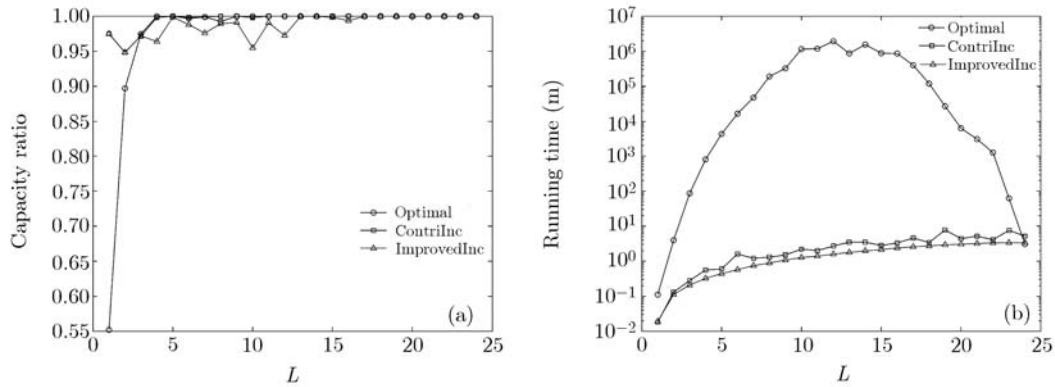 1.00
0.95
0.90
0.85
0.80
0.75
0.70
0.65
0.60
0.55
Capacity ratio
Optimal
ContriInc
ImprovedInc
(a)
0 5 10 15 20 25
L
10^7
10^6
10^5
10^4
10^3
10^2
10^1
10^0
10^-1
10^-2
Running time (m)
Optimal
ContriInc
ImprovedInc
(b)
0 5 10 15 20 25
L